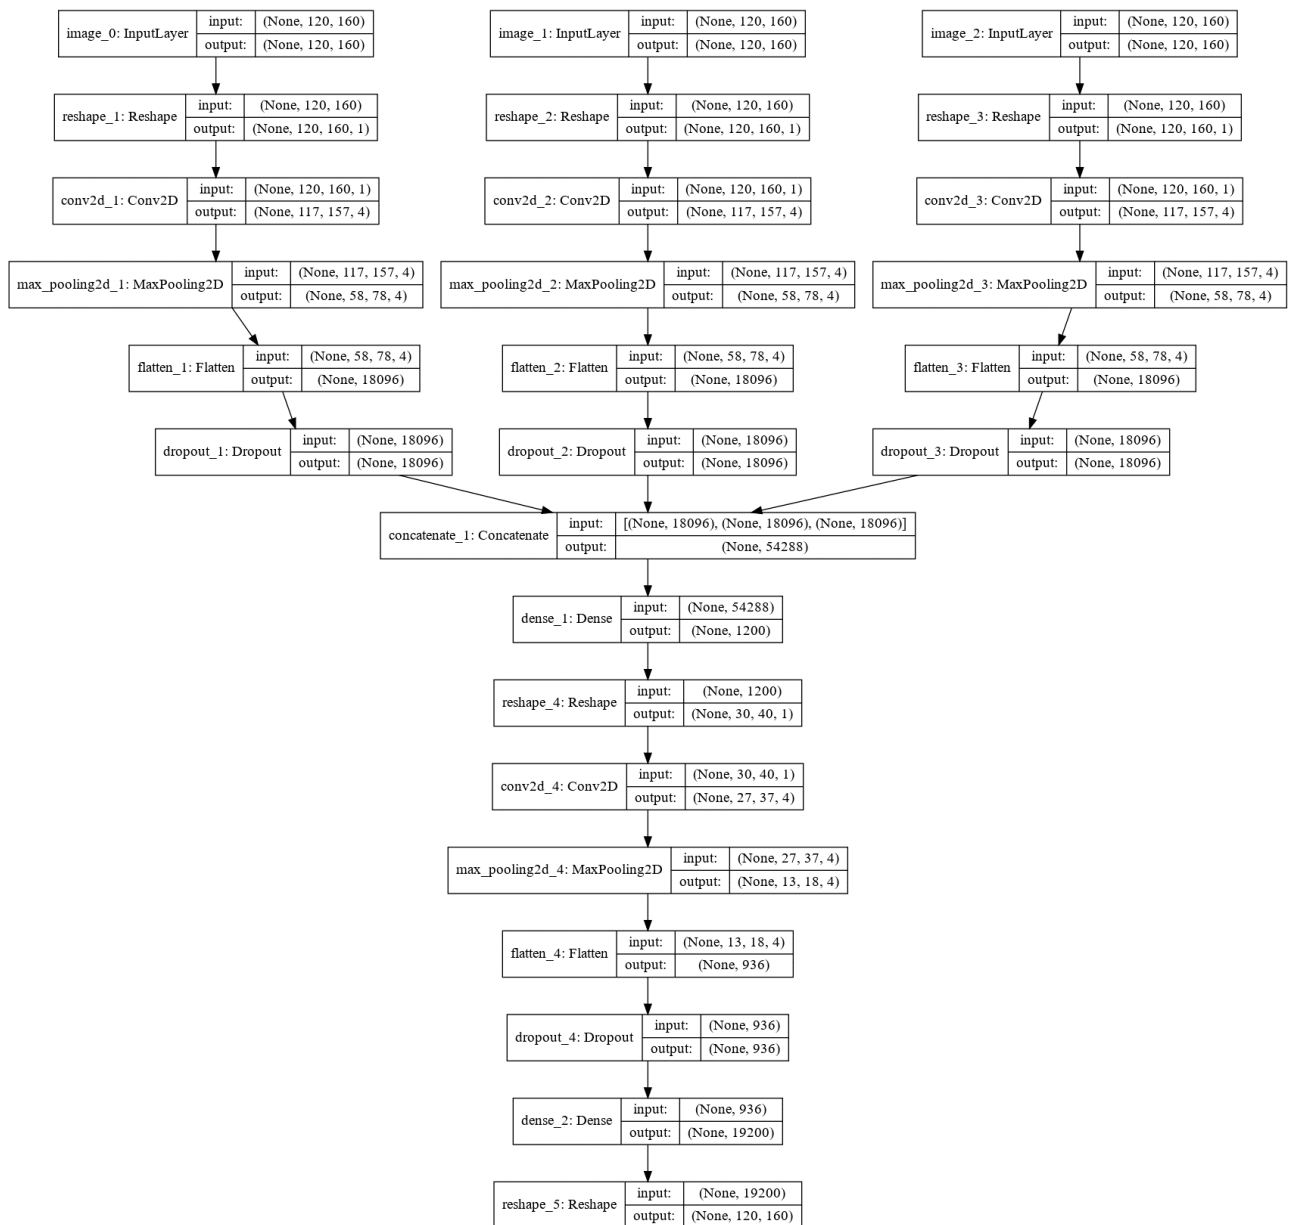 image_0: InputLayer input: (None, 120, 160) output: (None, 120, 160)
image_1: InputLayer input: (None, 120, 160) output: (None, 120, 160)
image_2: InputLayer input: (None, 120, 160) output: (None, 120, 160)
reshape_1: Reshape input: (None, 120, 160) output: (None, 120, 160, 1)
reshape_2: Reshape input: (None, 120, 160) output: (None, 120, 160, 1)
reshape_3: Reshape input: (None, 120, 160) output: (None, 120, 160, 1)
conv2d_1: Conv2D input: (None, 120, 160, 1) output: (None, 117, 157, 4)
conv2d_2: Conv2D input: (None, 120, 160, 1) output: (None, 117, 157, 4)
conv2d_3: Conv2D input: (None, 120, 160, 1) output: (None, 117, 157, 4)
max_pooling2d_1: MaxPooling2D input: (None, 117, 157, 4) output: (None, 58, 78, 4)
max_pooling2d_2: MaxPooling2D input: (None, 117, 157, 4) output: (None, 58, 78, 4)
max_pooling2d_3: MaxPooling2D input: (None, 117, 157, 4) output: (None, 58, 78, 4)
flatten_1: Flatten input: (None, 58, 78, 4) output: (None, 18096)
flatten_2: Flatten input: (None, 58, 78, 4) output: (None, 18096)
flatten_3: Flatten input: (None, 58, 78, 4) output: (None, 18096)
dropout_1: Dropout input: (None, 18096) output: (None, 18096)
dropout_2: Dropout input: (None, 18096) output: (None, 18096)
dropout_3: Dropout input: (None, 18096) output: (None, 18096)
concatenate_1: Concatenate input: [(None, 18096), (None, 18096), (None, 18096)] output: (None, 54288)
dense_1: Dense input: (None, 54288) output: (None, 1200)
reshape_4: Reshape input: (None, 1200) output: (None, 30, 40, 1)
conv2d_4: Conv2D input: (None, 30, 40, 1) output: (None, 27, 37, 4)
max_pooling2d_4: MaxPooling2D input: (None, 27, 37, 4) output: (None, 13, 18, 4)
flatten_4: Flatten input: (None, 13, 18, 4) output: (None, 936)
dropout_4: Dropout input: (None, 936) output: (None, 936)
dense_2: Dense input: (None, 936) output: (None, 19200)
reshape_5: Reshape input: (None, 19200) output: (None, 120, 160)